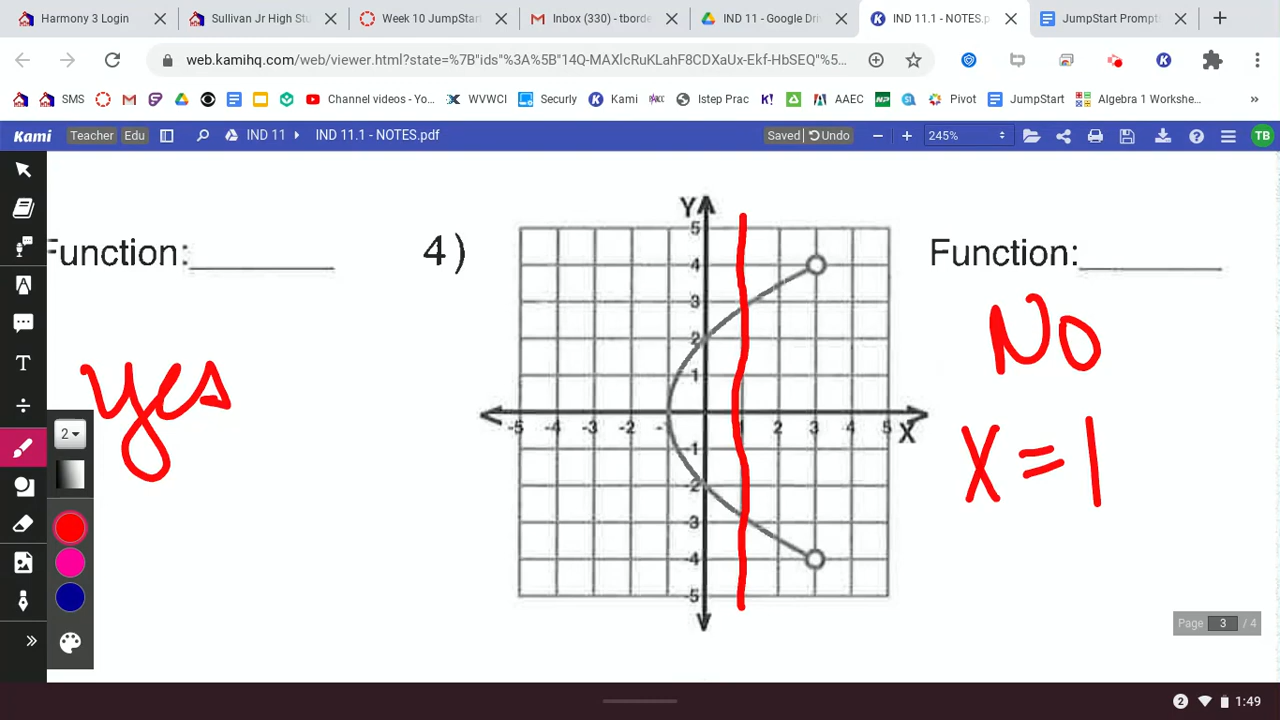 Harmony 3 Login
Sullivan Jr High Stu
Week 10 JumpStart
Inbox (330) - tborde
IND 11 - Google Dri
IND 11.1 - NOTES.p
JumpStart Prompt
web.kamihq.com/web/viewer.html?state=%7B"ids"%3A%5B"14Q-MAXlcRuKLahF8CDXaUx-Ekf-HbSEQ"%5...
SMS
Channel videos - Yo...
WVWCI
Securly
Kami
Istep Prac
K!
AAEC
NP
Pivot
JumpStart
Algebra 1 Workshe...
»
Kami Teacher Edu IND 11 IND 11.1 - NOTES.pdf Saved Undo 245% TB
Function:________
4)
Function:________
Y
5
4
3
2
1
-5 -3 -2 1 2 3 4 5 X
-1
-2
-3
-4
-5
yes
No
X = 1
T
2
Page 3 / 4
2 1:49